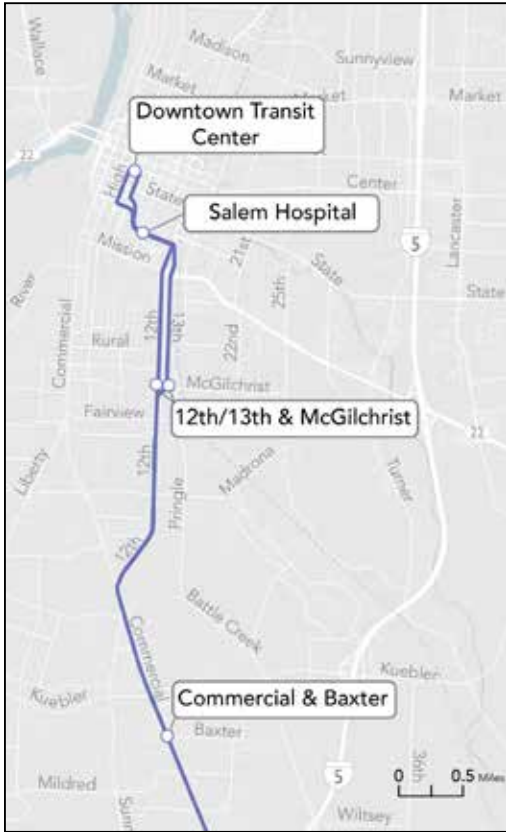 Wallace
Madison
Sunnyview
Market
Market
Market
Downtown Transit
Center
22
High
State
Center
Lancaster
Salem Hospital
Mission
5
21st
State
State
River
25th
Commercial
12th
13th
22nd
Rural
McGilchrist
12th/13th & McGilchrist
Fairview
22
Liberty
12th
Madrona
Turner
Pringle
12th
Battle Creek
Commercial
Kuebler
Kuebler
Commercial & Baxter
Baxter
36th
0 0.5 Miles
Mildred
5
Wiltsey